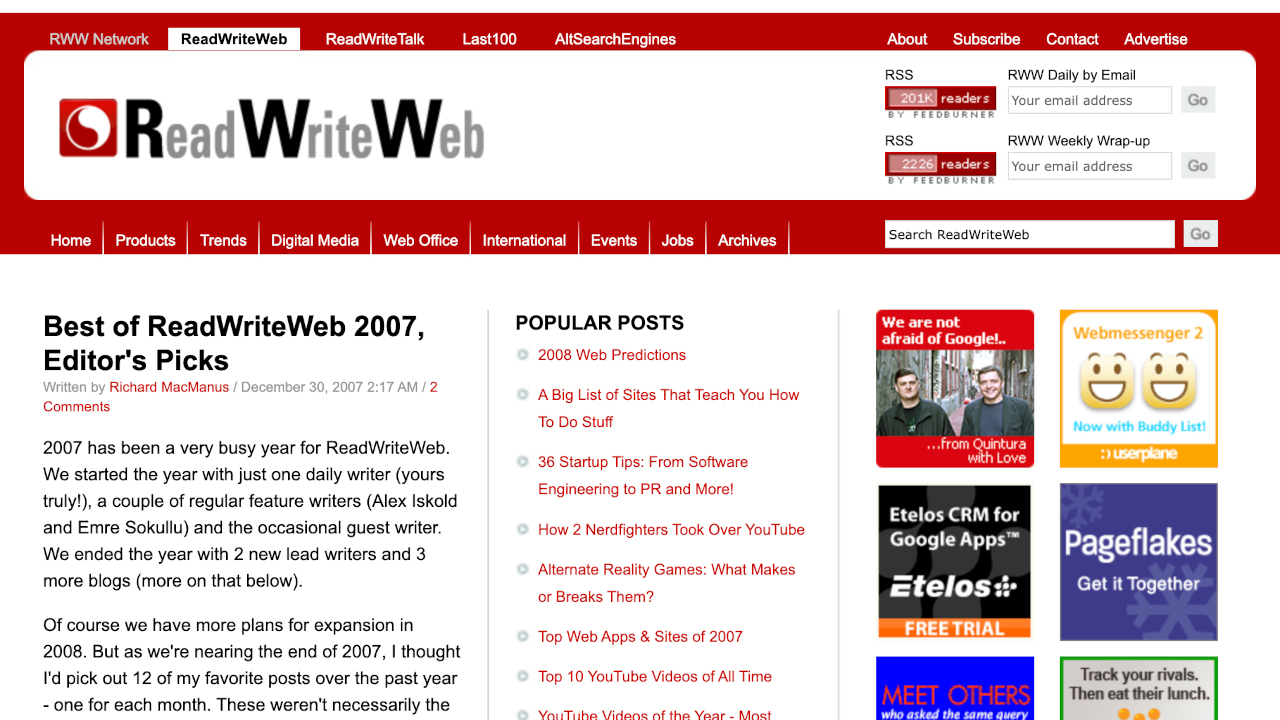 RWW Network
ReadWriteWeb
ReadWriteTalk
Last100
AltSearchEngines
About
Subscribe
Contact
Advertise
ReadWriteWeb
RSS
201K readers
BY FEEDBURNER
RWW Daily by Email
Your email address
Go
RSS
2226 readers
BY FEEDBURNER
RWW Weekly Wrap-up
Your email address
Go
Home
Products
Trends
Digital Media
Web Office
International
Events
Jobs
Archives
Search ReadWriteWeb
Go
Best of ReadWriteWeb 2007,
Editor's Picks
Written by Richard MacManus / December 30, 2007 2:17 AM / 2
Comments
2007 has been a very busy year for ReadWriteWeb.
We started the year with just one daily writer (yours
truly!), a couple of regular feature writers (Alex Iskold
and Emre Sokullu) and the occasional guest writer.
We ended the year with 2 new lead writers and 3
more blogs (more on that below).
Of course we have more plans for expansion in
2008. But as we're nearing the end of 2007, I thought
I'd pick out 12 of my favorite posts over the past year
- one for each month. These weren't necessarily the
POPULAR POSTS
2008 Web Predictions
A Big List of Sites That Teach You How
To Do Stuff
36 Startup Tips: From Software
Engineering to PR and More!
How 2 Nerdfighters Took Over YouTube
Alternate Reality Games: What Makes
or Breaks Them?
Top Web Apps & Sites of 2007
Top 10 YouTube Videos of All Time
YouTube Videos of the Year - Most
We are not
afraid of Google!..
...from Quintura
with Love
Webmessenger 2
Now with Buddy List!
:) userplane
Etelos CRM for
Google Apps™
Etelos
FREE TRIAL
Pageflakes
Get it Together
MEET OTHERS
who asked the same query
Track your rivals.
Then eat their lunch.